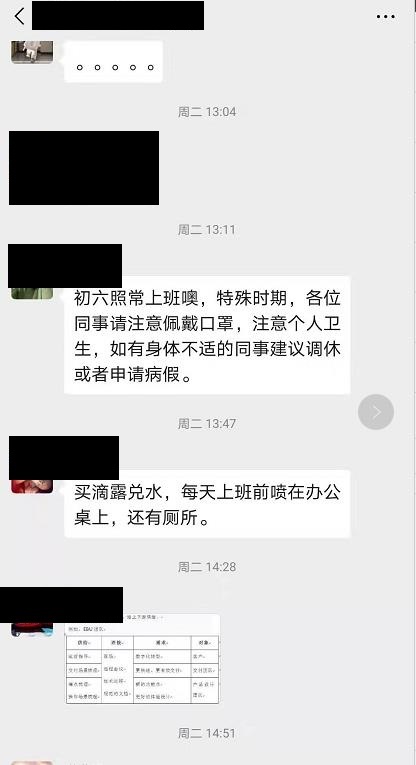 。。。。。
周二 13:04
周二 13:11
初六照常上班噢，特殊时期，各位
同事请注意佩戴口罩，注意个人卫
生，如有身体不适的同事建议调休
或者申请病假。
周二 13:47
买滴露兑水，每天上班前喷在办公
桌上，还有厕所。
周二 14:28
周二 14:51